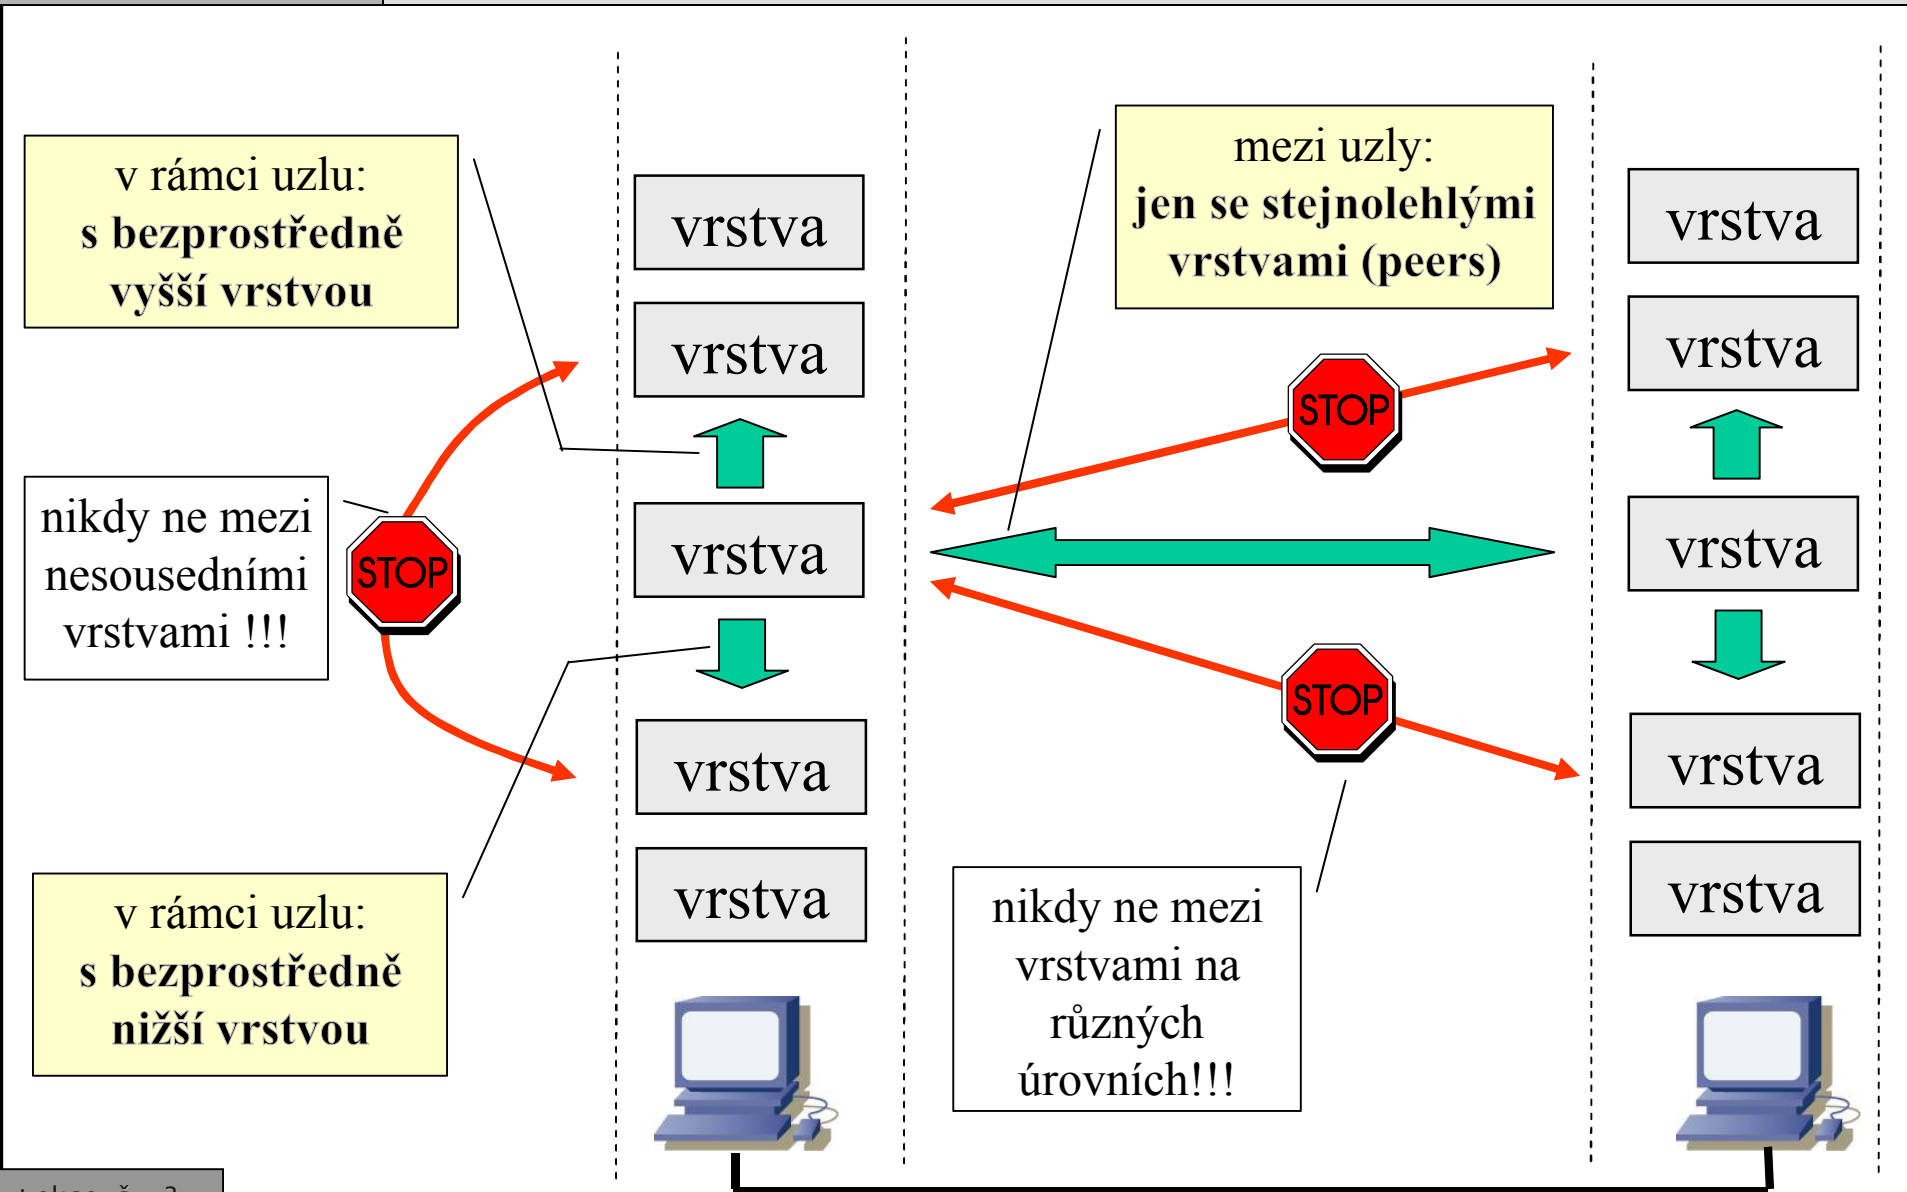 v rámci uzlu:
s bezprostředně
vyšší vrstvou
nikdy ne mezi
nesousedními
vrstvami !!!
STOP
v rámci uzlu:
s bezprostředně
nižší vrstvou
vrstva
vrstva
vrstva
vrstva
vrstva
mezi uzly:
jen se stejnolehlými
vrstvami (peers)
STOP
STOP
nikdy ne mezi
vrstvami na
různých
úrovních!!!
vrstva
vrstva
vrstva
vrstva
vrstva